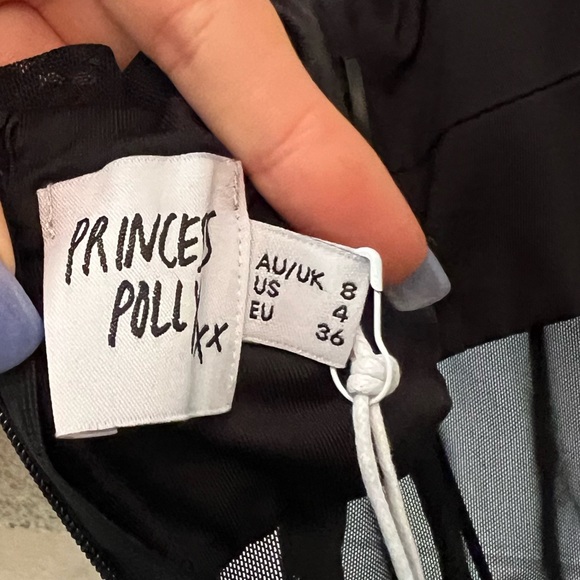 PRINCESS
POLLY
xx
AU/UK 8
US 4
EU 36